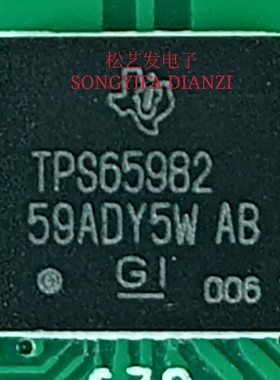 松艺发电子
SONGYIFA DIANZI
TPS65982
59ADY5W AB
G1 006